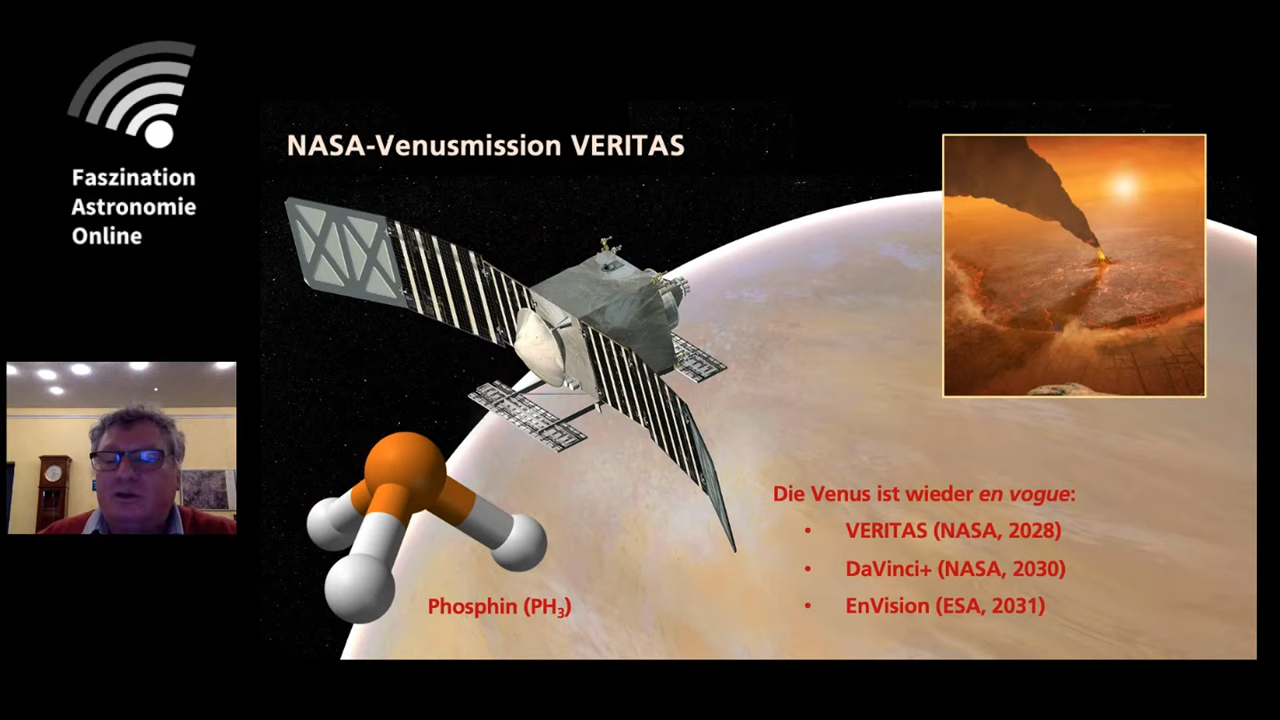 Faszination
Astronomie
Online
NASA-Venusmission VERITAS
Die Venus ist wieder en vogue:
• VERITAS (NASA, 2028)
• DaVinci+ (NASA, 2030)
• EnVision (ESA, 2031)
Phosphin (PH₃)